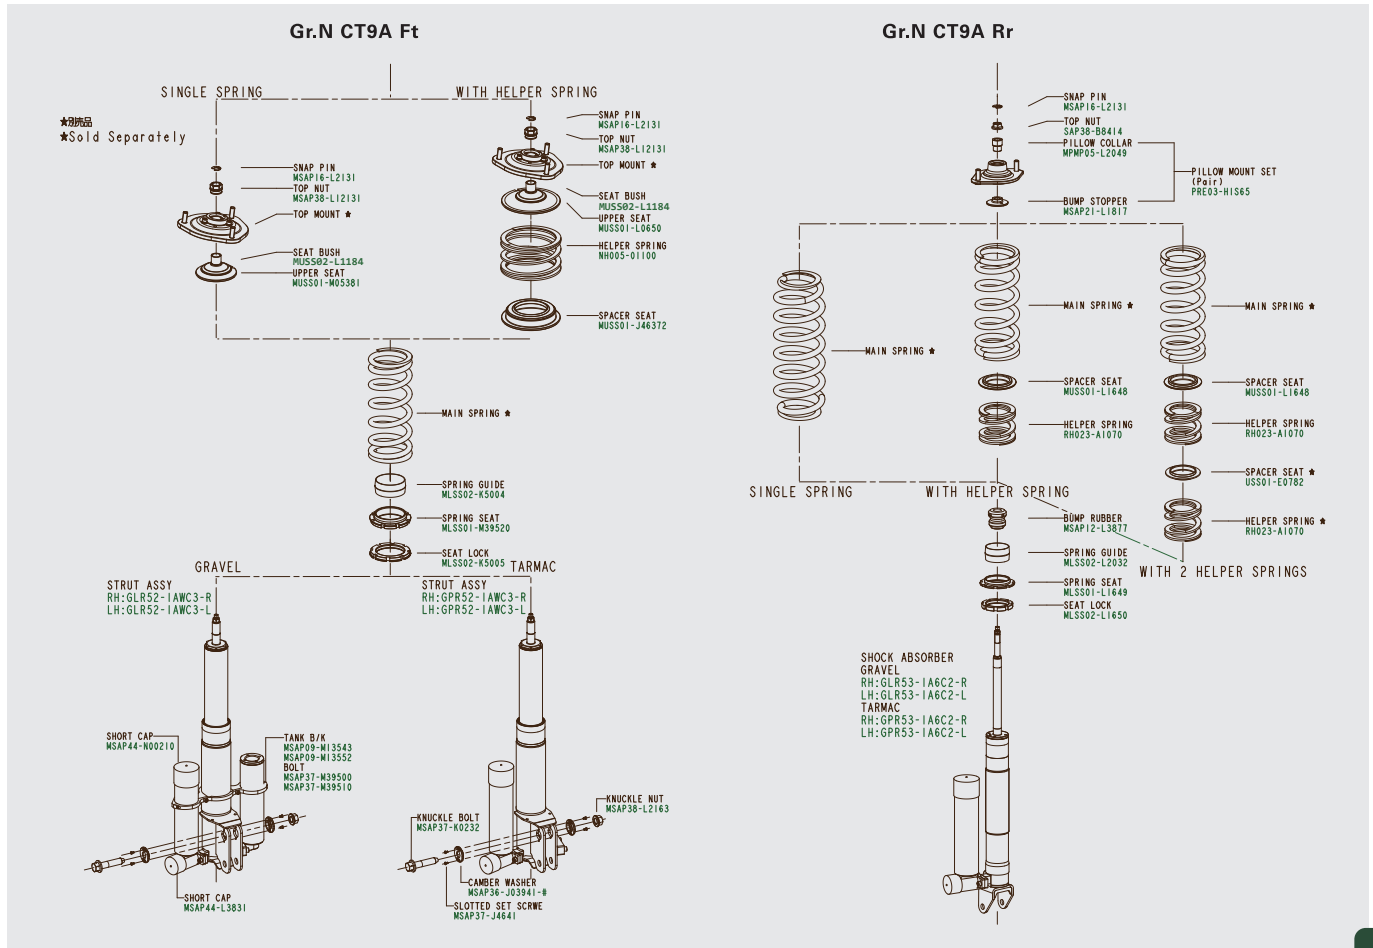 Gr.N CT9A Ft
SINGLE SPRING
WITH HELPER SPRING
★別売品
★Sold Separately
SNAP PIN
MSAP16-L2131
TOP NUT
MSAP38-L12131
TOP MOUNT ★
SEAT BUSH
MUSS02-L1184
UPPER SEAT
MUSS01-M05381
SNAP PIN
MSAP16-L2131
TOP NUT
MSAP38-L12131
TOP MOUNT ★
SEAT BUSH
MUSS02-L1184
UPPER SEAT
MUSS01-L0650
HELPER SPRING
NH005-01100
SPACER SEAT
MUSS01-J46372
MAIN SPRING ★
SPRING GUIDE
MLSS02-K5004
SPRING SEAT
MLSS01-M39520
SEAT LOCK
MLSS02-K5005
GRAVEL
STRUT ASSY
RH:GLR52-1AWC3-R
LH:GLR52-1AWC3-L
TARMAC
STRUT ASSY
RH:GPR52-1AWC3-R
LH:GPR52-1AWC3-L
SHORT CAP
MSAP44-N00210
TANK B/K
MSAP09-M13543
MSAP09-M13552
BOLT
MSAP37-M39500
MSAP37-M39510
SHORT CAP
MSAP44-L3831
KNUCKLE BOLT
MSAP37-K0232
KNUCKLE NUT
MSAP38-L2163
CAMBER WASHER
MSAP36-J03941-#
SLOTTED SET SCRWE
MSAP37-J4641
Gr.N CT9A Rr
SNAP PIN
MSAP16-L2131
TOP NUT
SAP38-B8414
PILLOW COLLAR
MPMP05-L2049
PILLOW MOUNT SET
(Pair)
PRE03-H1S65
BUMP STOPPER
MSAP21-L1817
MAIN SPRING ★
MAIN SPRING ★
MAIN SPRING ★
SPACER SEAT
MUSS01-L1648
HELPER SPRING
RH023-A1070
SPACER SEAT
MUSS01-L1648
HELPER SPRING
RH023-A1070
SPACER SEAT ★
USS01-E0782
HELPER SPRING ★
RH023-A1070
SINGLE SPRING
WITH HELPER SPRING
WITH 2 HELPER SPRINGS
BUMP RUBBER
MSAP12-L3877
SPRING GUIDE
MLSS02-L2032
SPRING SEAT
MLSS01-L1649
SEAT LOCK
MLSS02-L1650
SHOCK ABSORBER
GRAVEL
RH:GLR53-1A6C2-R
LH:GLR53-1A6C2-L
TARMAC
RH:GPR53-1A6C2-R
LH:GPR53-1A6C2-L